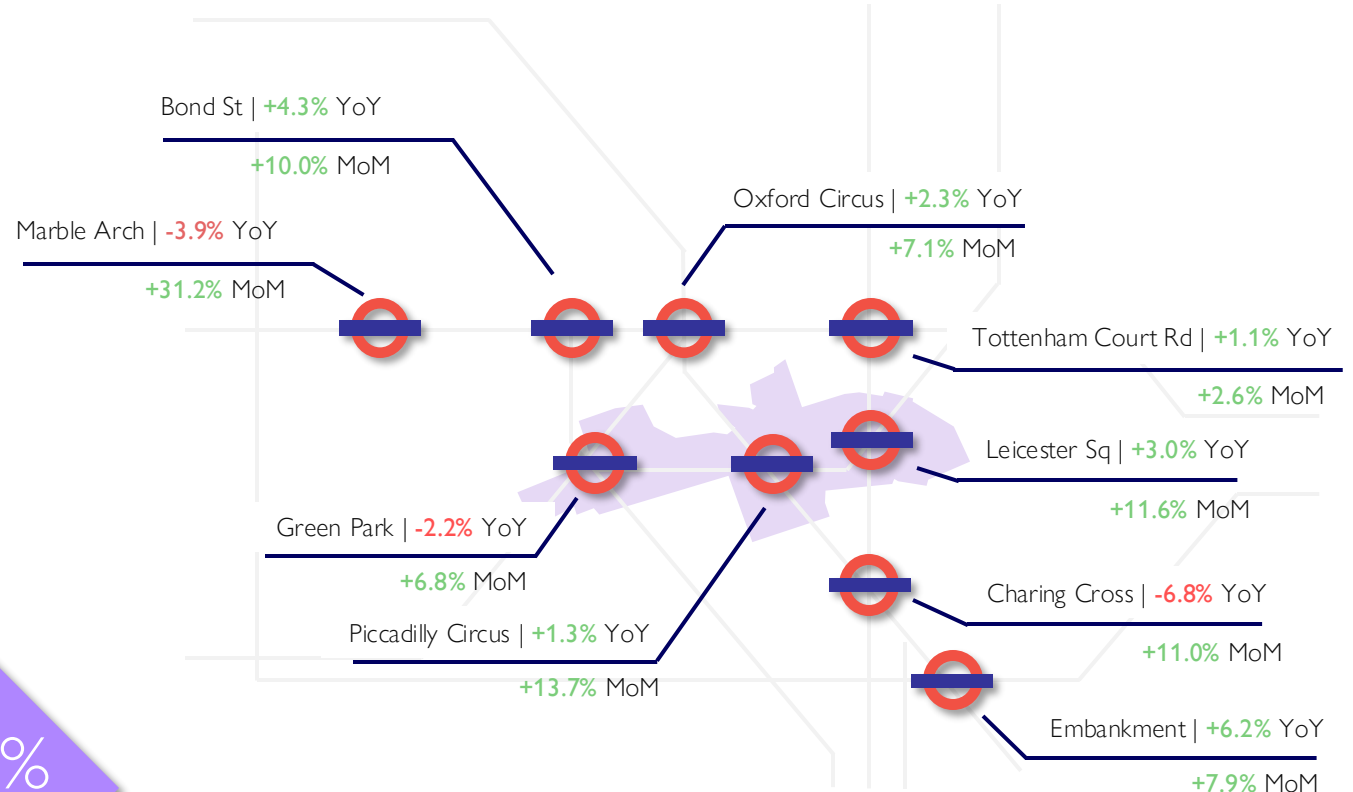 Bond St | +4.3% YoY
+10.0% MoM
Oxford Circus | +2.3% YoY
+7.1% MoM
Marble Arch | -3.9% YoY
+31.2% MoM
Tottenham Court Rd | +1.1% YoY
+2.6% MoM
Leicester Sq | +3.0% YoY
+11.6% MoM
Green Park | -2.2% YoY
+6.8% MoM
Charing Cross | -6.8% YoY
+11.0% MoM
Piccadilly Circus | +1.3% YoY
+13.7% MoM
Embankment | +6.2% YoY
+7.9% MoM
%